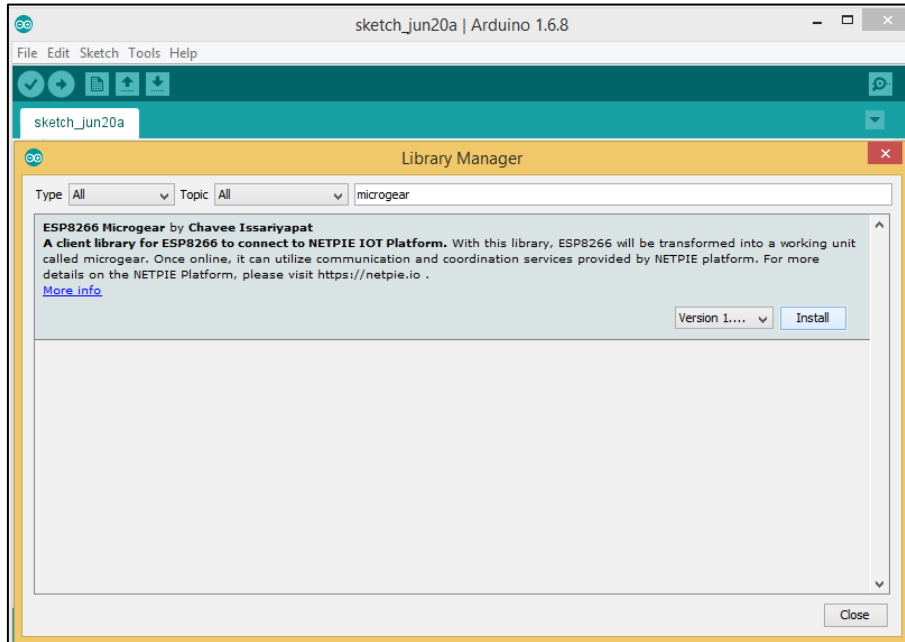 sketch_jun20a | Arduino 1.6.8
File Edit Sketch Tools Help
sketch_jun20a
Library Manager
Type All Topic All microgear
ESP8266 Microgear by Chavee Issariyapat
A client library for ESP8266 to connect to NETPIE IOT Platform. With this library, ESP8266 will be transformed into a working unit
called microgear. Once online, it can utilize communication and coordination services provided by NETPIE platform. For more
details on the NETPIE Platform, please visit https://netpie.io .
More info
Version 1.... Install
Close